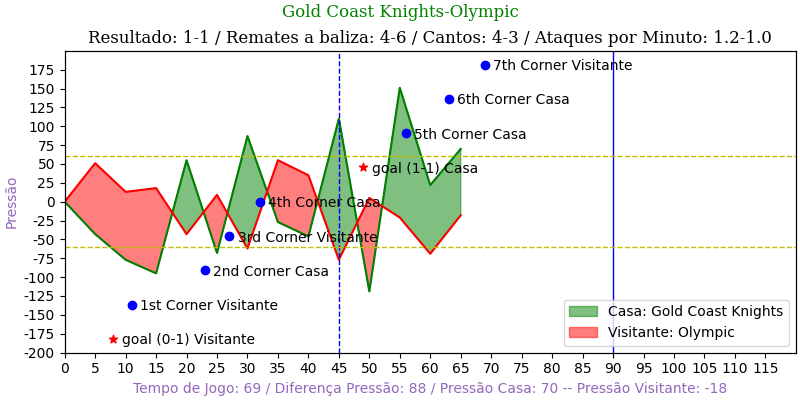 Gold Coast Knights-Olympic
Resultado: 1-1 / Remates a baliza: 4-6 / Cantos: 4-3 / Ataques por Minuto: 1.2-1.0
Pressão
175
150
125
100
75
50
25
0
-25
-50
-75
-100
-125
-150
-175
-200
7th Corner Visitante
6th Corner Casa
5th Corner Casa
goal (1-1) Casa
4th Corner Casa
3rd Corner Visitante
2nd Corner Casa
1st Corner Visitante
goal (0-1) Visitante
Casa: Gold Coast Knights
Visitante: Olympic
0 5 10 15 20 25 30 35 40 45 50 55 60 65 70 75 80 85 90 95 100 105 110 115
Tempo de Jogo: 69 / Diferença Pressão: 88 / Pressão Casa: 70 -- Pressão Visitante: -18